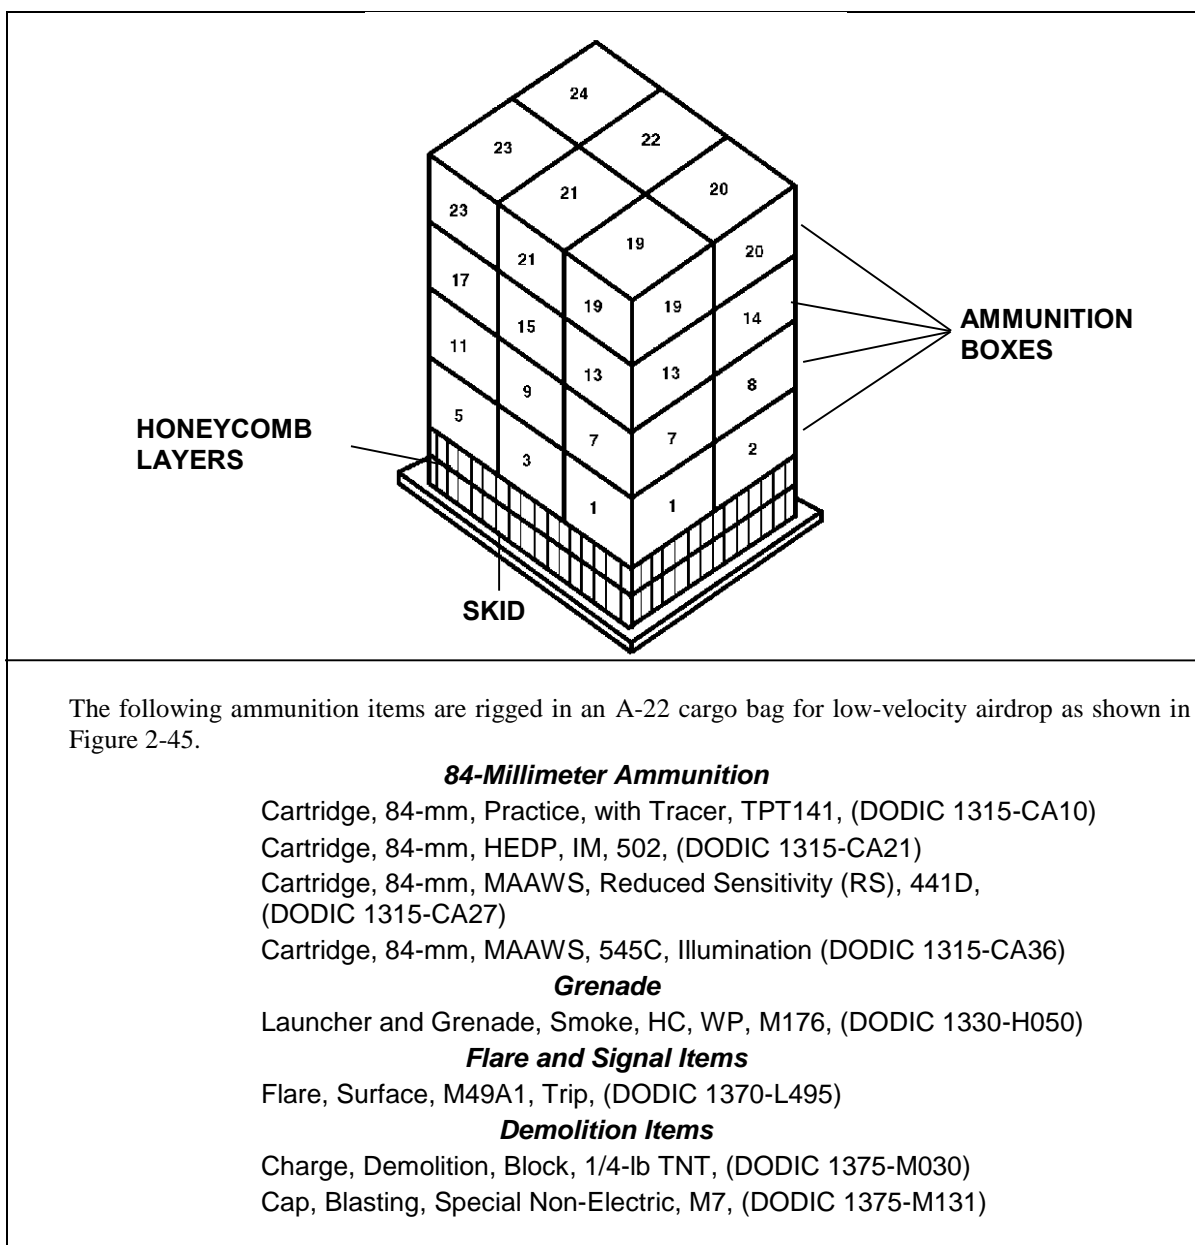 24
23
22
21
20
19
23
21
20
19
19
17
14
15
13
13
11
8
9
7
7
5
2
3
1
1
AMMUNITION
BOXES
HONEYCOMB
LAYERS
SKID
The following ammunition items are rigged in an A-22 cargo bag for low-velocity airdrop as shown in
Figure 2-45.
84-Millimeter Ammunition
Cartridge, 84-mm, Practice, with Tracer, TPT141, (DODIC 1315-CA10)
Cartridge, 84-mm, HEDP, IM, 502, (DODIC 1315-CA21)
Cartridge, 84-mm, MAAWS, Reduced Sensitivity (RS), 441D,
(DODIC 1315-CA27)
Cartridge, 84-mm, MAAWS, 545C, Illumination (DODIC 1315-CA36)
Grenade
Launcher and Grenade, Smoke, HC, WP, M176, (DODIC 1330-H050)
Flare and Signal Items
Flare, Surface, M49A1, Trip, (DODIC 1370-L495)
Demolition Items
Charge, Demolition, Block, 1/4-lb TNT, (DODIC 1375-M030)
Cap, Blasting, Special Non-Electric, M7, (DODIC 1375-M131)